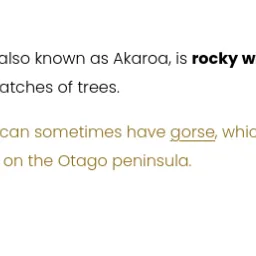 also known as Akaroa, is rocky w
atches of trees.
can sometimes have gorse, whic
on the Otago peninsula.